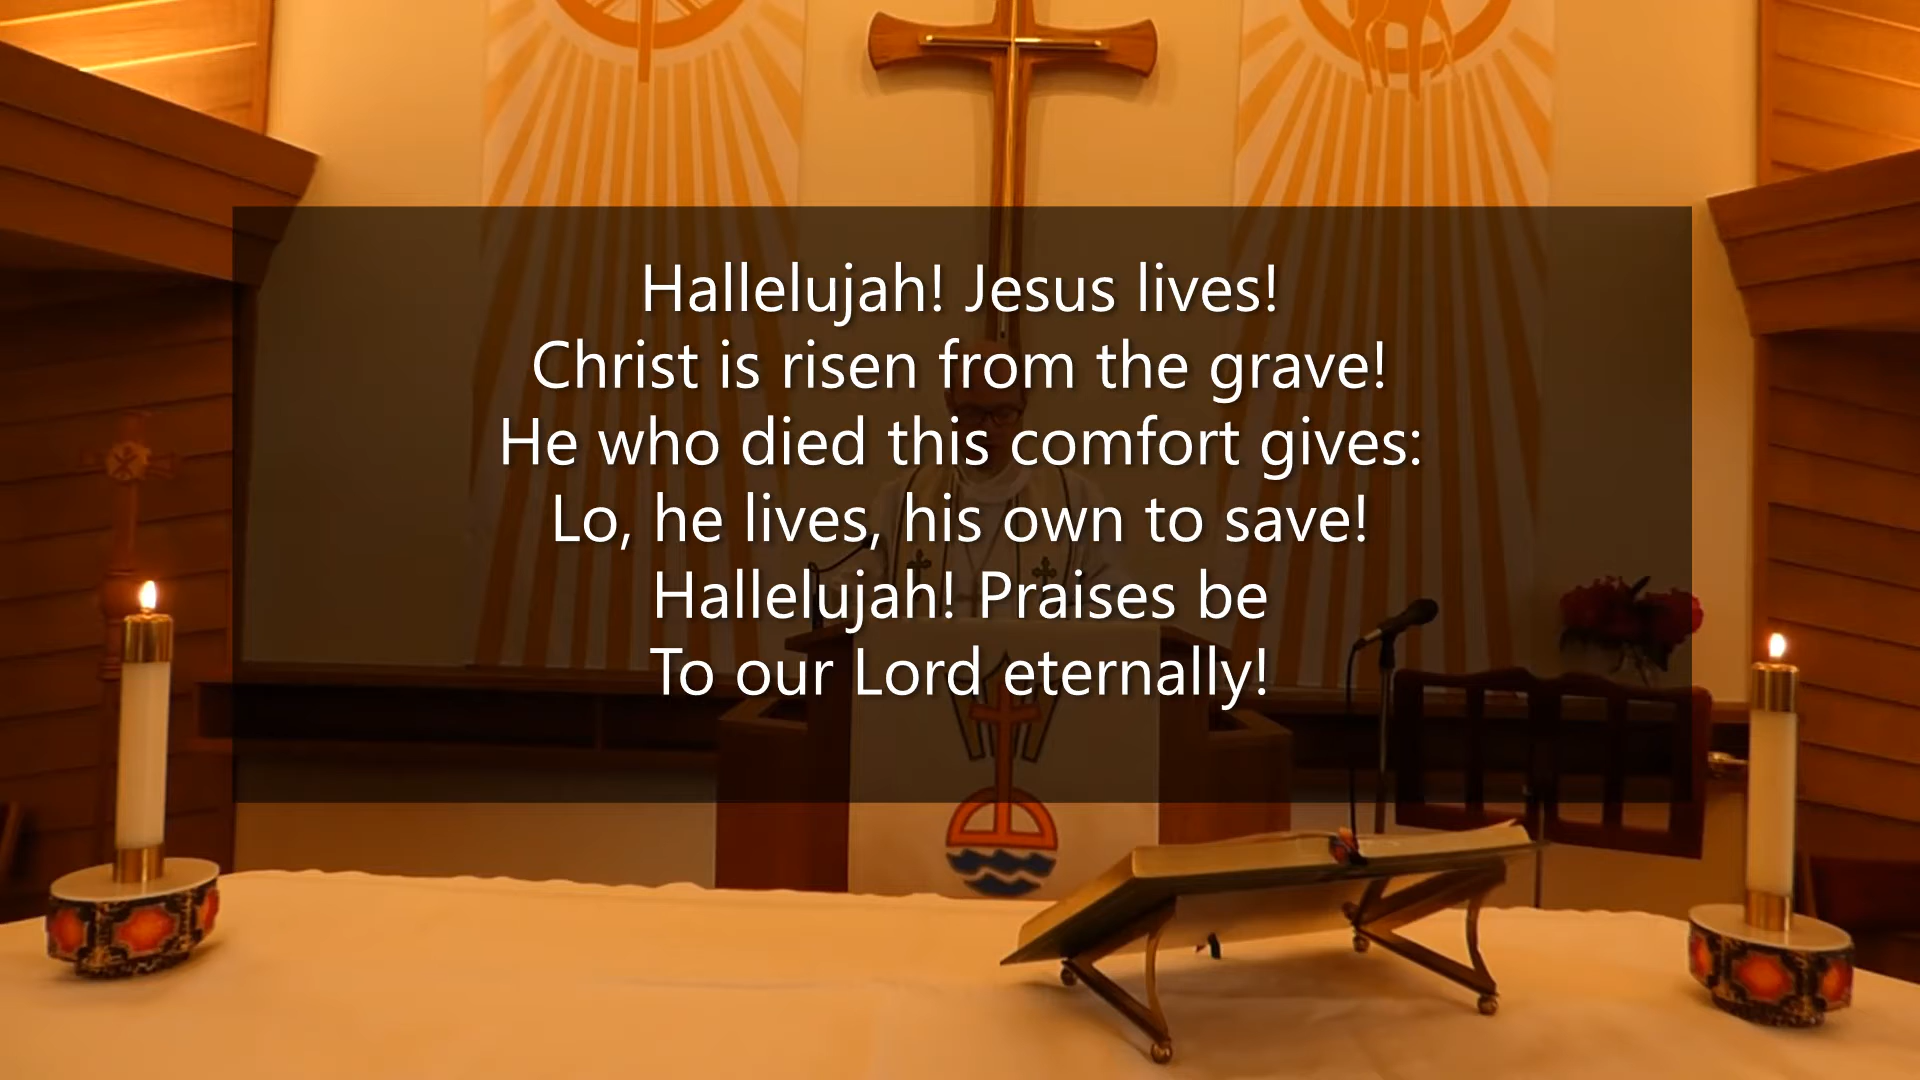 Hallelujah! Jesus lives!
Christ is risen from the grave!
He who died this comfort gives:
Lo, he lives, his own to save!
Hallelujah! Praises be
To our Lord eternally!